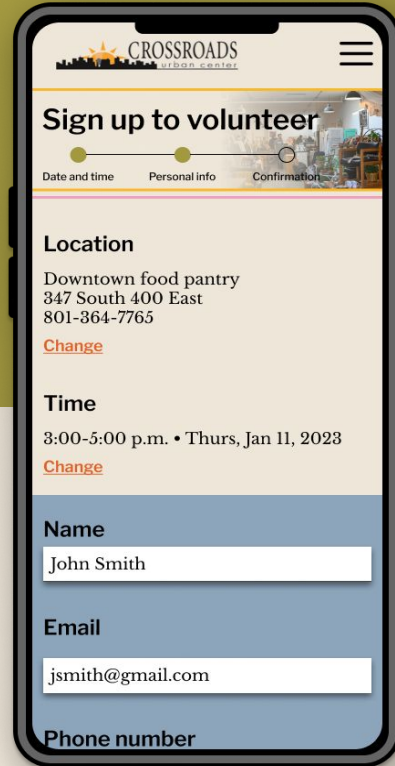 CROSSROADS
urban center
Sign up to volunteer
Date and time
Personal info
Confirmation
Location
Downtown food pantry
347 South 400 East
801-364-7765
Change
Time
3:00-5:00 p.m. • Thurs, Jan 11, 2023
Change
Name
John Smith
Email
jsmith@gmail.com
Phone number